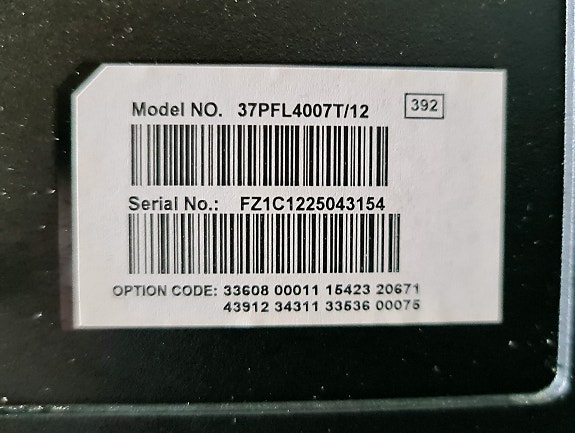 Model NO. 37PFL4007T/12 392
Serial No.: FZ1C1225043154
OPTION CODE: 33608 00011 15423 20671
43912 34311 33536 00075